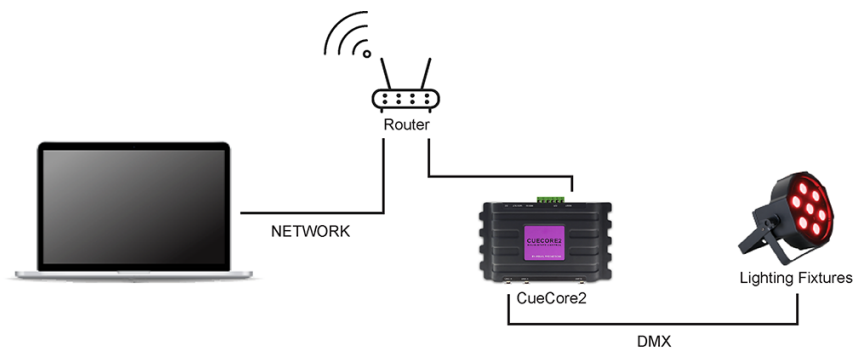 Router
NETWORK
CUECORE2
CueCore2
Lighting Fixtures
DMX